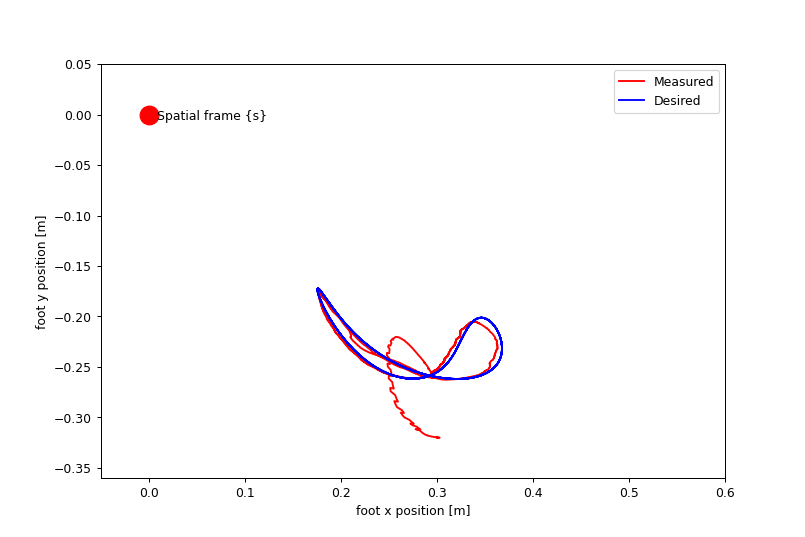 0.05
0.00
−0.05
−0.10
−0.15
−0.20
−0.25
−0.30
−0.35
foot y position [m]
Spatial frame {s}
Measured
Desired
0.0 0.1 0.2 0.3 0.4 0.5 0.6
foot x position [m]